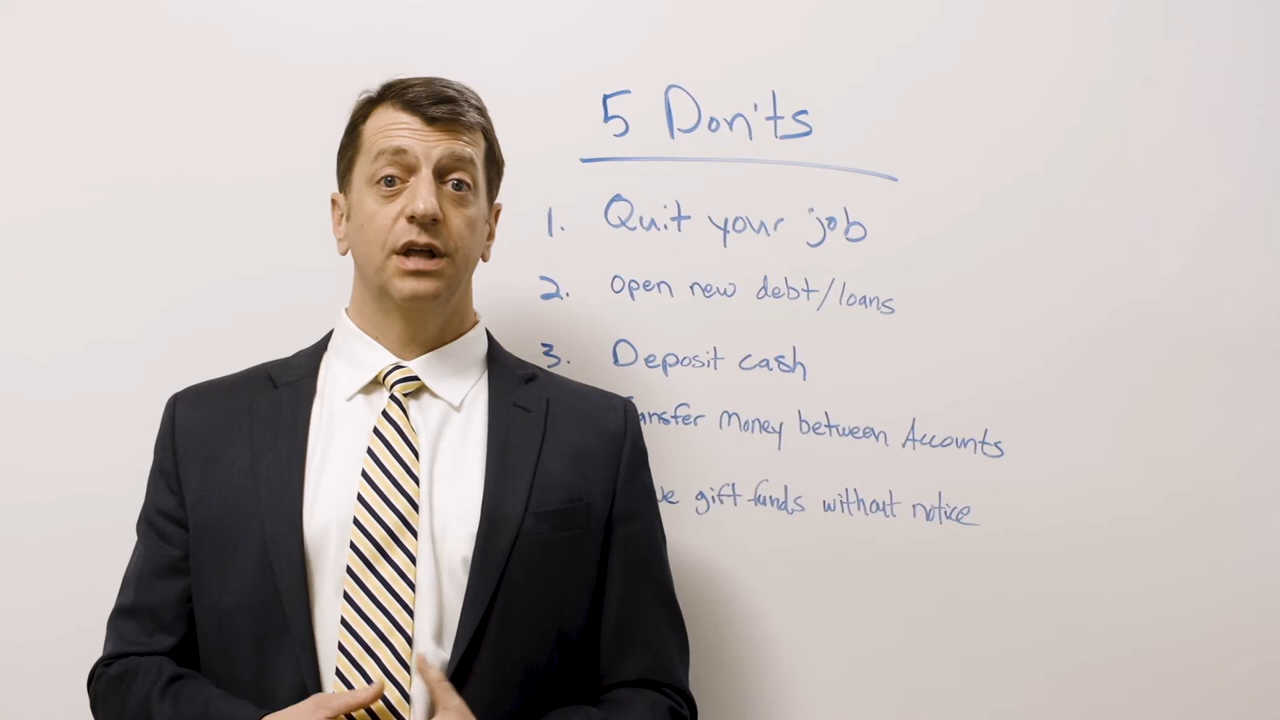 5 Don'ts
1. Quit your job
2. Open new debt/loans
3. Deposit cash
Money between Accounts
gift funds without notice